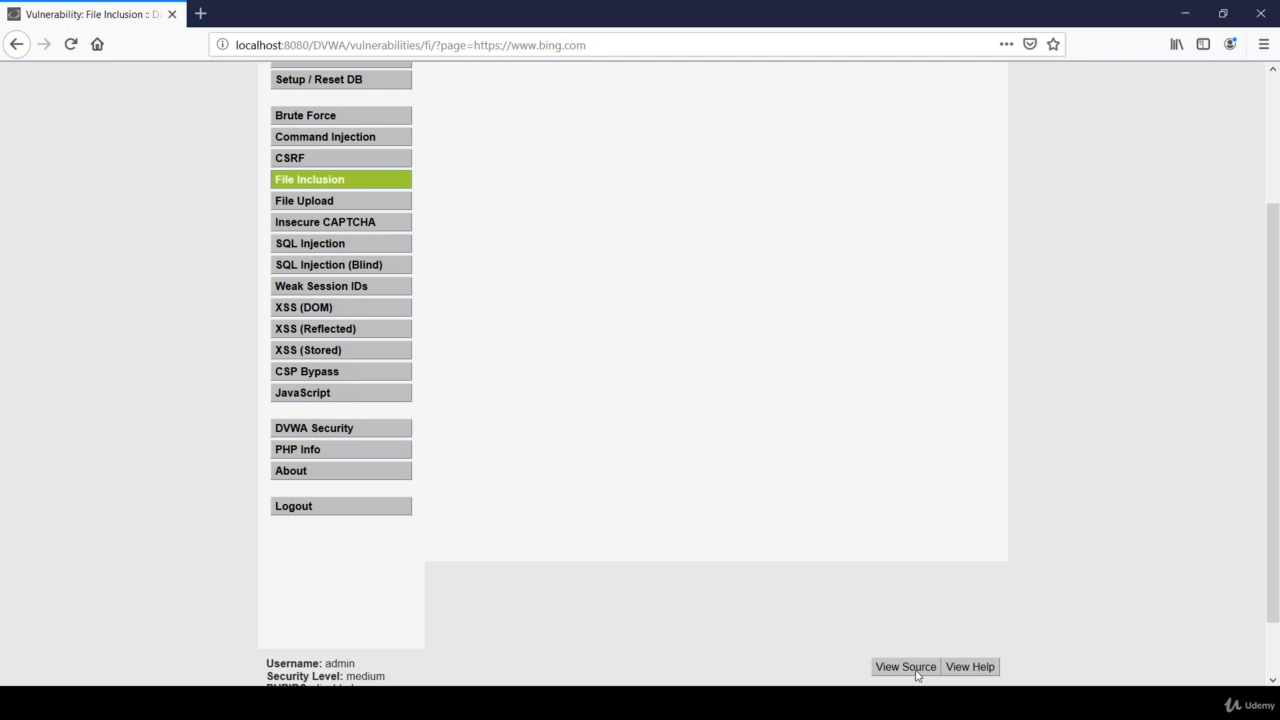 Vulnerability: File Inclusion :: D
localhost:8080/DVWA/vulnerabilities/fi/?page=https://www.bing.com
Setup / Reset DB
Brute Force
Command Injection
CSRF
File Inclusion
File Upload
Insecure CAPTCHA
SQL Injection
SQL Injection (Blind)
Weak Session IDs
XSS (DOM)
XSS (Reflected)
XSS (Stored)
CSP Bypass
JavaScript
DVWA Security
PHP Info
About
Logout
Username: admin
Security Level: medium
View Source View Help
Udemy